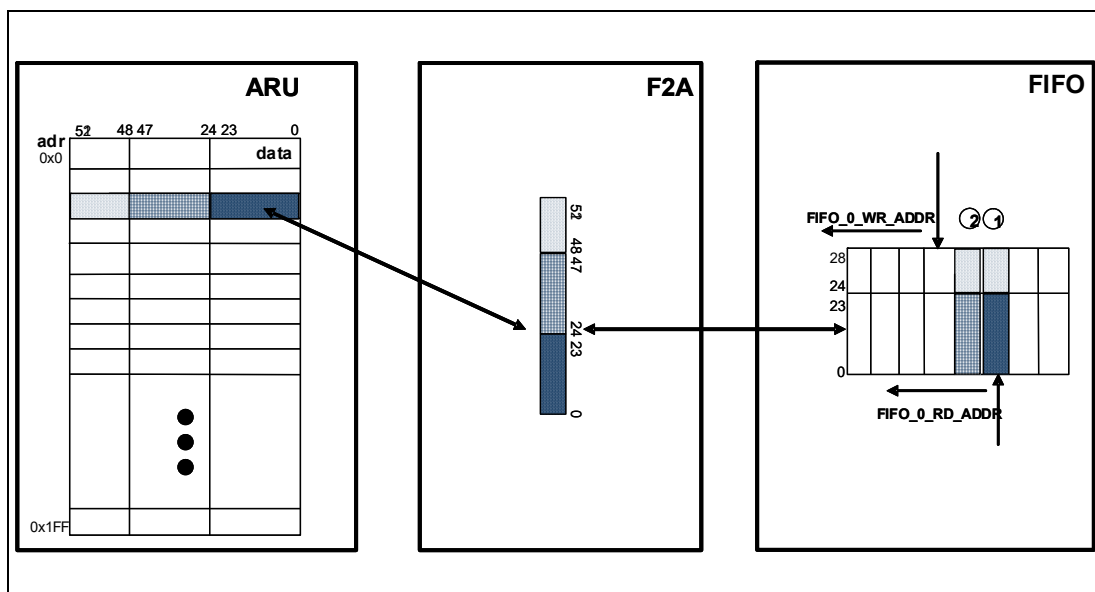 ARU
adr
52
48 47
24 23
0
0x0
data
0x1FF
F2A
52
48 47
24 23
0
FIFO
FIFO_0_WR_ADDR
2
1
28
24
23
0
FIFO_0_RD_ADDR